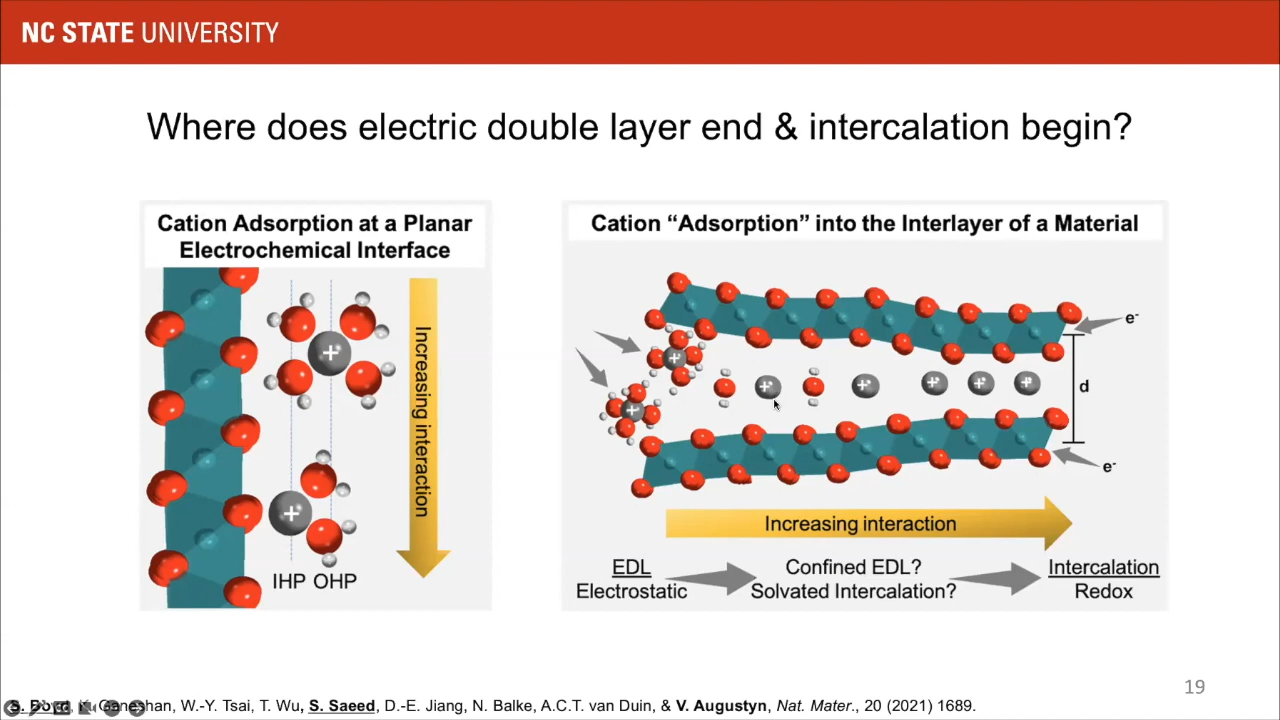 NC STATE UNIVERSITY
Where does electric double layer end & intercalation begin?
Cation Adsorption at a Planar
Electrochemical Interface
+
+
Increasing interaction
IHP OHP
Cation “Adsorption” into the Interlayer of a Material
e-
+
+
+
+
+
+
+
d
e-
Increasing interaction
EDL
Electrostatic
Confined EDL?
Solvated Intercalation?
Intercalation
Redox
19
W.-Y. Tsai, T. Wu, S. Saeed, D.-E. Jiang, N. Balke, A.C.T. van Duin, & V. Augustyn, Nat. Mater., 20 (2021) 1689.